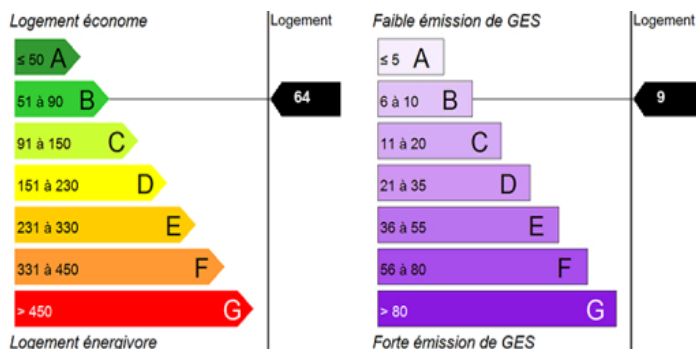 Logement économe
Logement
≤ 50 A
51 à 90 B
64
91 à 150 C
151 à 230 D
231 à 330 E
331 à 450 F
> 450 G
Logement énergivore
Faible émission de GES
Logement
≤ 5 A
6 à 10 B
9
11 à 20 C
21 à 35 D
36 à 55 E
56 à 80 F
> 80 G
Forte émission de GES